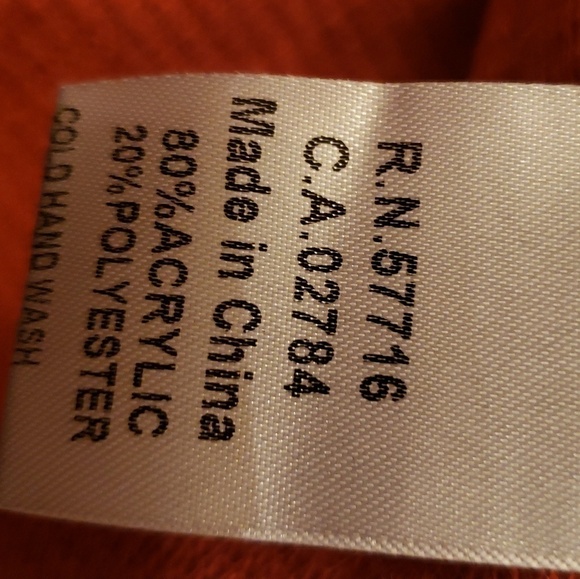 R.N.57716
C.A.02784
Made in China
80%ACRYLIC
20%POLYESTER
COLD HAND WASH